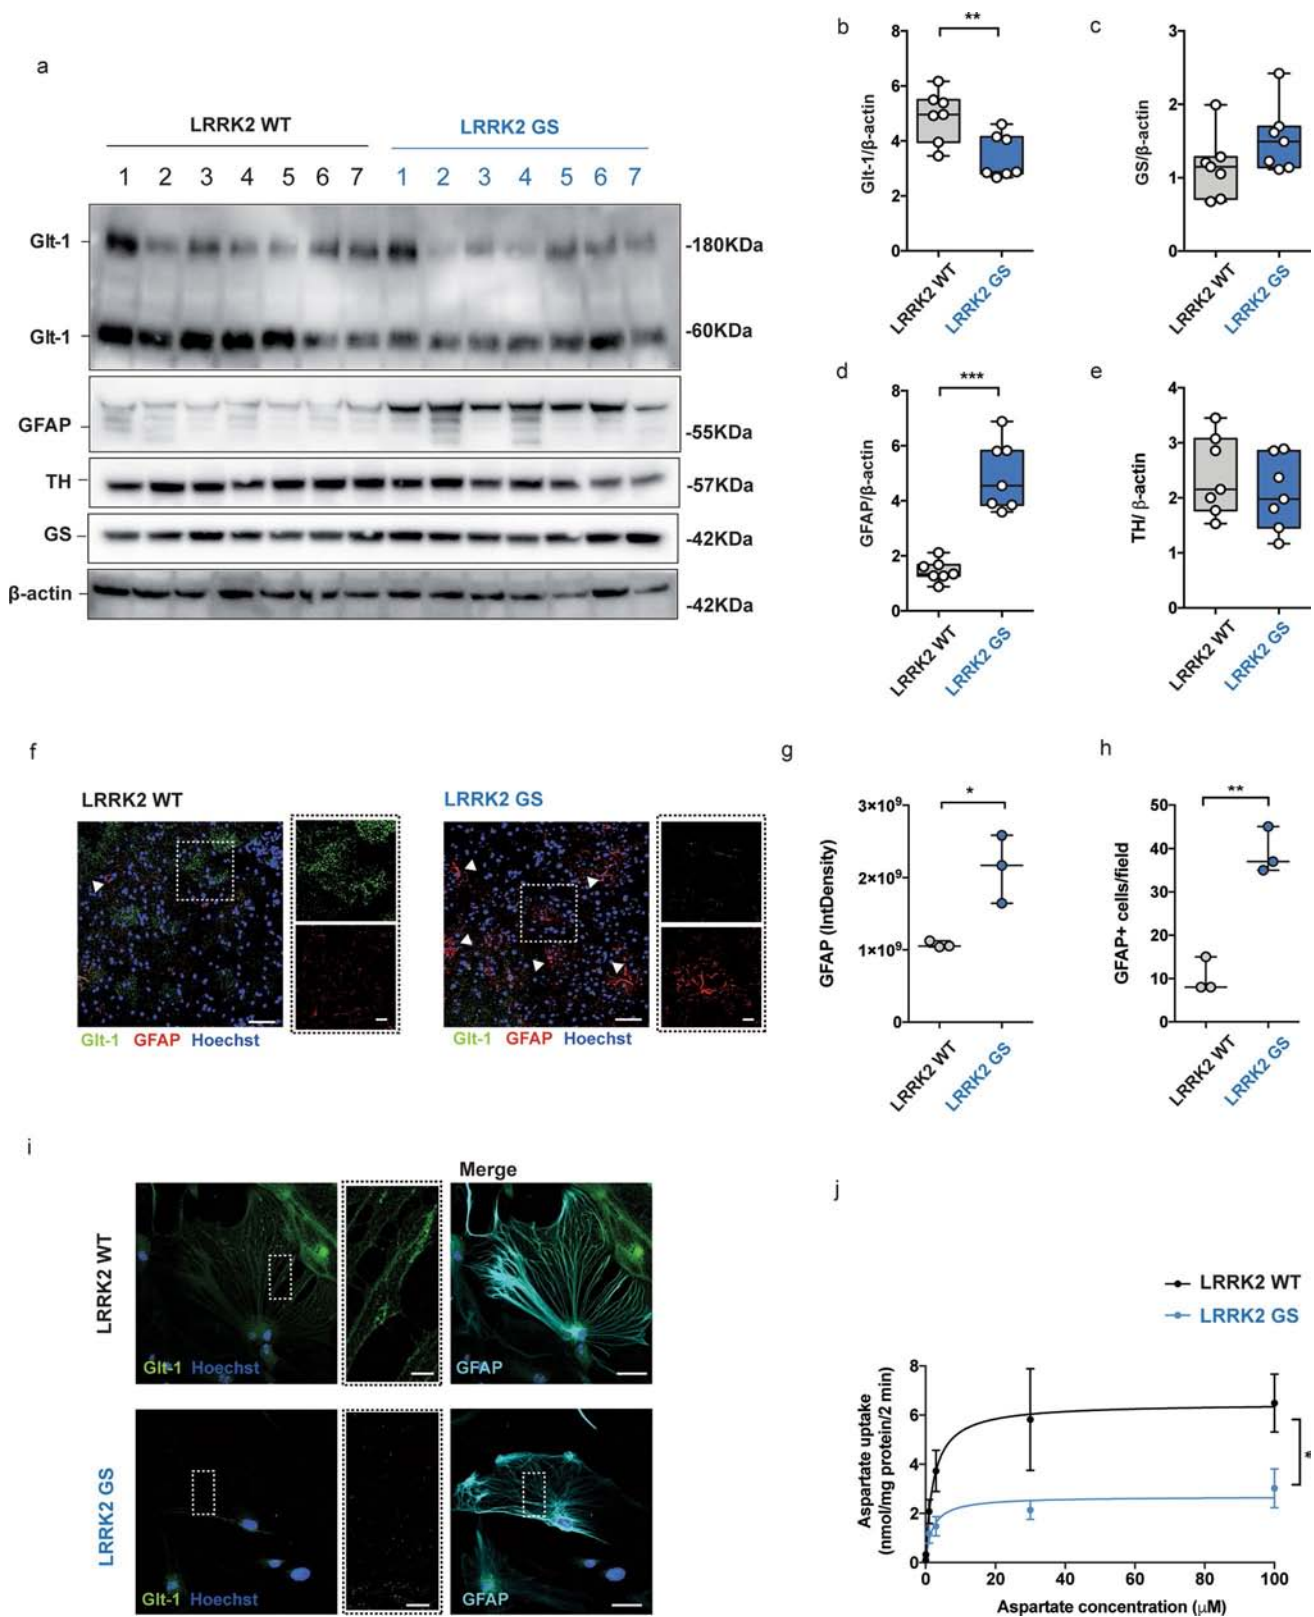 a
LRRK2 WT
LRRK2 GS
1 2 3 4 5 6 7 1 2 3 4 5 6 7
Glt-1
-180KDa
Glt-1
-60KDa
GFAP
-55KDa
TH
-57KDa
GS
-42KDa
β-actin
-42KDa
b
Glt-1/β-actin
8
6
4
2
0
**
LRRK2 WT
LRRK2 GS
c
GS/β-actin
3
2
1
0
LRRK2 WT
LRRK2 GS
d
GFAP/β-actin
8
6
4
2
0
***
LRRK2 WT
LRRK2 GS
e
TH/ β-actin
4
3
2
1
0
LRRK2 WT
LRRK2 GS
f
LRRK2 WT
Glt-1 GFAP Hoechst
LRRK2 GS
Glt-1 GFAP Hoechst
g
GFAP (IntDensity)
3×10⁹
2×10⁹
1×10⁹
0
*
LRRK2 WT
LRRK2 GS
h
GFAP+ cells/field
50
40
30
20
10
0
**
LRRK2 WT
LRRK2 GS
i
Merge
LRRK2 WT
Glt-1 Hoechst
GFAP
LRRK2 GS
Glt-1 Hoechst
GFAP
j
LRRK2 WT
LRRK2 GS
Aspartate uptake
(nmol/mg protein/2 min)
8
6
4
2
0
*
0 20 40 60 80 100
Aspartate concentration (μM)